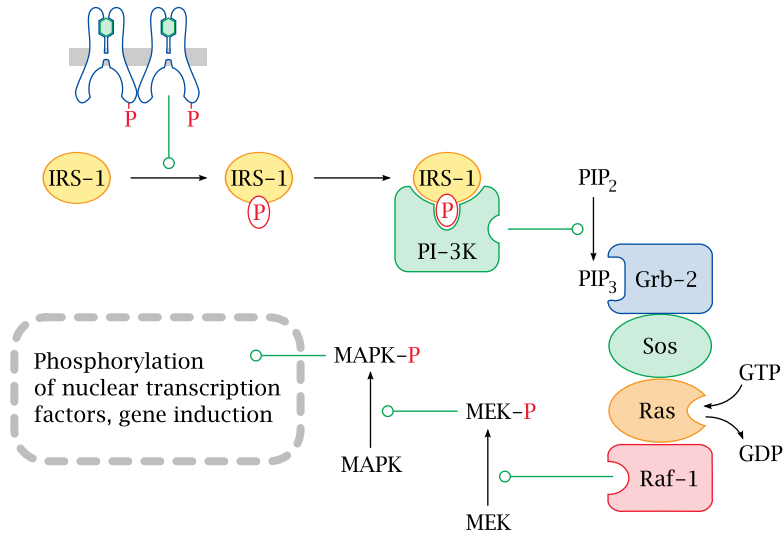 P
P
IRS-1
IRS-1
P
IRS-1
P
PI-3K
PIP2
PIP3
Grb-2
Sos
Ras
GTP
GDP
Raf-1
MAPK-P
MAPK
MEK-P
MEK
Phosphorylation
of nuclear transcription
factors, gene induction